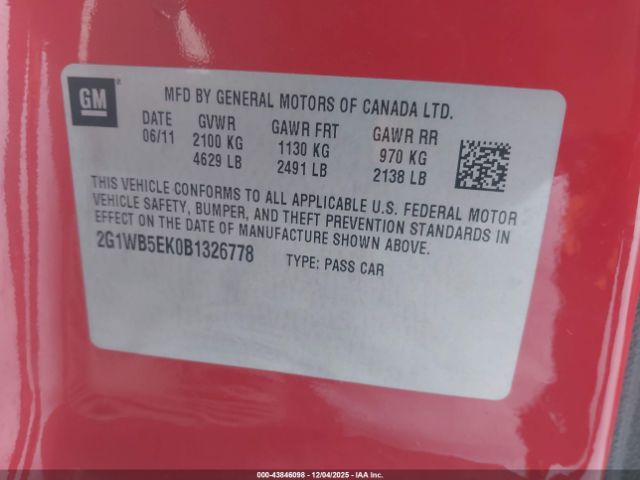 GM
MFD BY GENERAL MOTORS OF CANADA LTD.
DATE GVWR GAWR FRT GAWR RR
06/11 2100 KG 1130 KG 970 KG
4629 LB 2491 LB 2138 LB
THIS VEHICLE CONFORMS TO ALL APPLICABLE U.S. FEDERAL MOTOR
VEHICLE SAFETY, BUMPER, AND THEFT PREVENTION STANDARDS IN
EFFECT ON THE DATE OF MANUFACTURE SHOWN ABOVE.
2G1WB5EK0B1326778 TYPE: PASS CAR
000-43846098 - 12/04/2025 - IAA Inc.